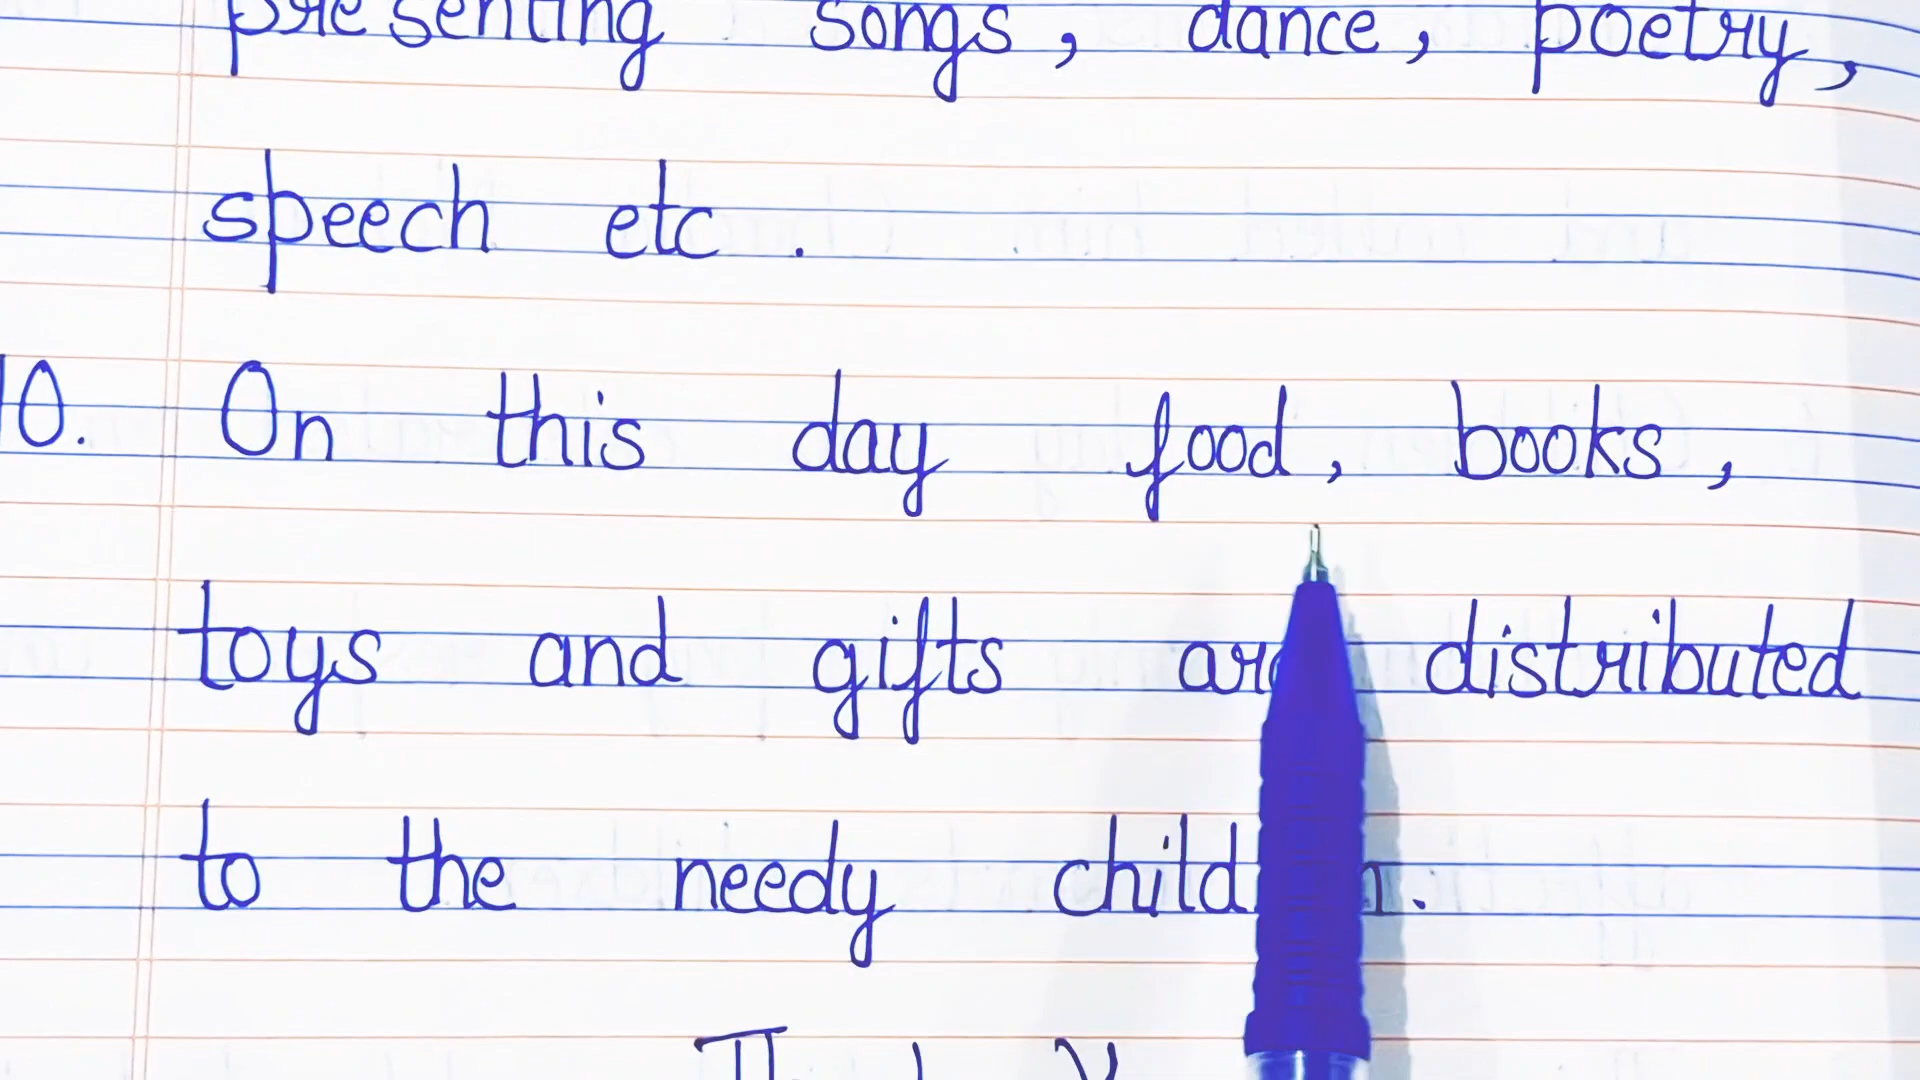 presenting songs, dance, poetry,
speech etc.
10. On this day food, books,
toys and gifts are distributed
to the needy children.